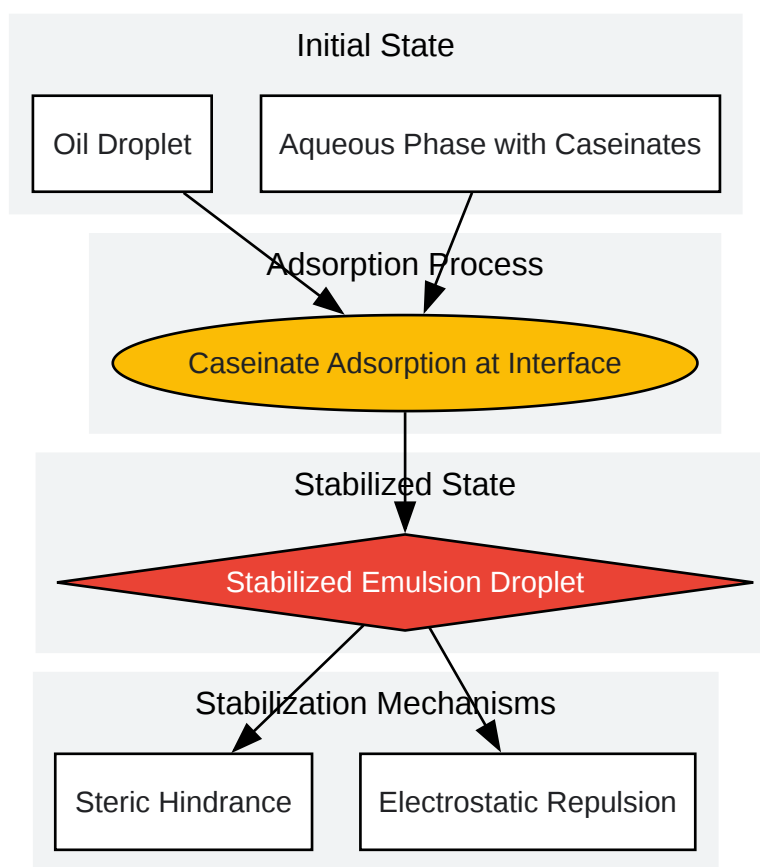 Initial State
Oil Droplet
Aqueous Phase with Caseinates
Adsorption Process
Caseinate Adsorption at Interface
Stabilized State
Stabilized Emulsion Droplet
Stabilization Mechanisms
Steric Hindrance
Electrostatic Repulsion